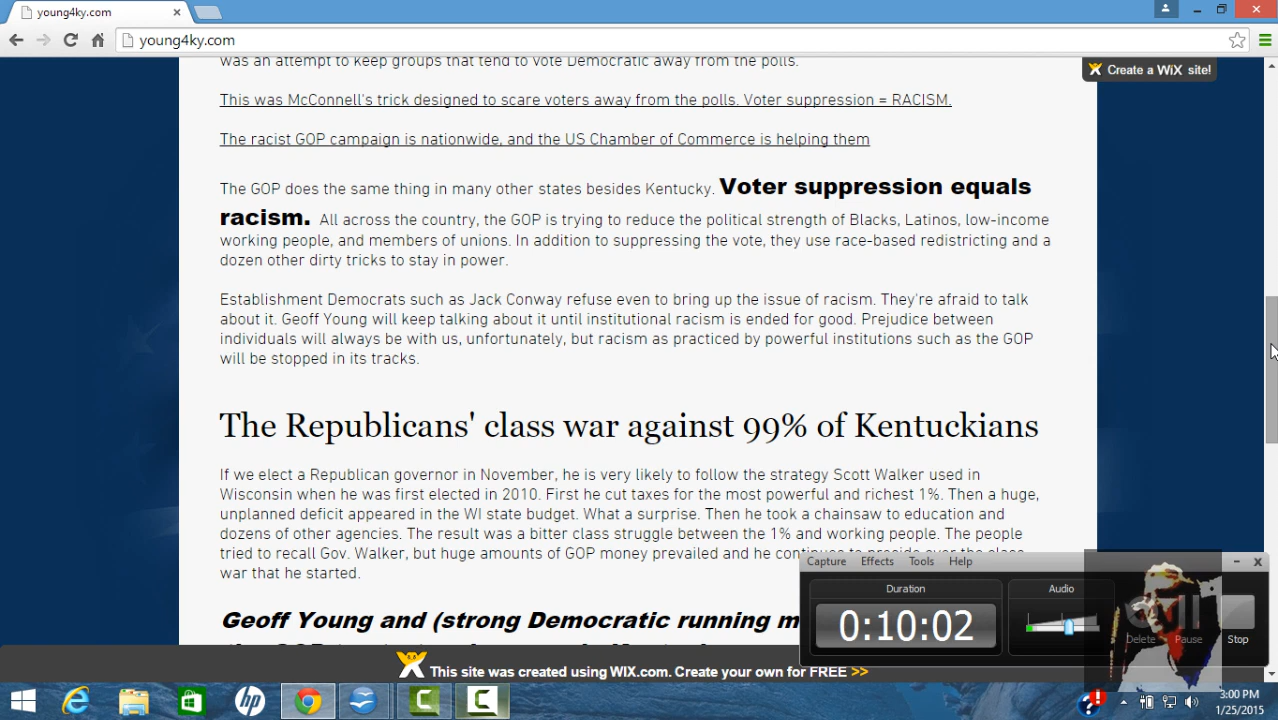 young4ky.com
young4ky.com
Create a WiX site!
was an attempt to keep groups that tend to vote Democratic away from the polls.
This was McConnell's trick designed to scare voters away from the polls. Voter suppression = RACISM.
The racist GOP campaign is nationwide, and the US Chamber of Commerce is helping them
The GOP does the same thing in many other states besides Kentucky. Voter suppression equals
racism. All across the country, the GOP is trying to reduce the political strength of Blacks, Latinos, low-income
working people, and members of unions. In addition to suppressing the vote, they use race-based redistricting and a
dozen other dirty tricks to stay in power.
Establishment Democrats such as Jack Conway refuse even to bring up the issue of racism. They're afraid to talk
about it. Geoff Young will keep talking about it until institutional racism is ended for good. Prejudice between
individuals will always be with us, unfortunately, but racism as practiced by powerful institutions such as the GOP
will be stopped in its tracks.
The Republicans' class war against 99% of Kentuckians
If we elect a Republican governor in November, he is very likely to follow the strategy Scott Walker used in
Wisconsin when he was first elected in 2010. First he cut taxes for the most powerful and richest 1%. Then a huge,
unplanned deficit appeared in the WI state budget. What a surprise. Then he took a chainsaw to education and
dozens of other agencies. The result was a bitter class struggle between the 1% and working people. The people
tried to recall Gov. Walker, but huge amounts of GOP money prevailed and he continues to preside over the class
war that he started.
Geoff Young and (strong Democratic running m
Capture Effects Tools Help
Duration
Audio
0:10:02
Delete Pause Stop
This site was created using WIX.com. Create your own for FREE >>
hp
3:00 PM
1/25/2015